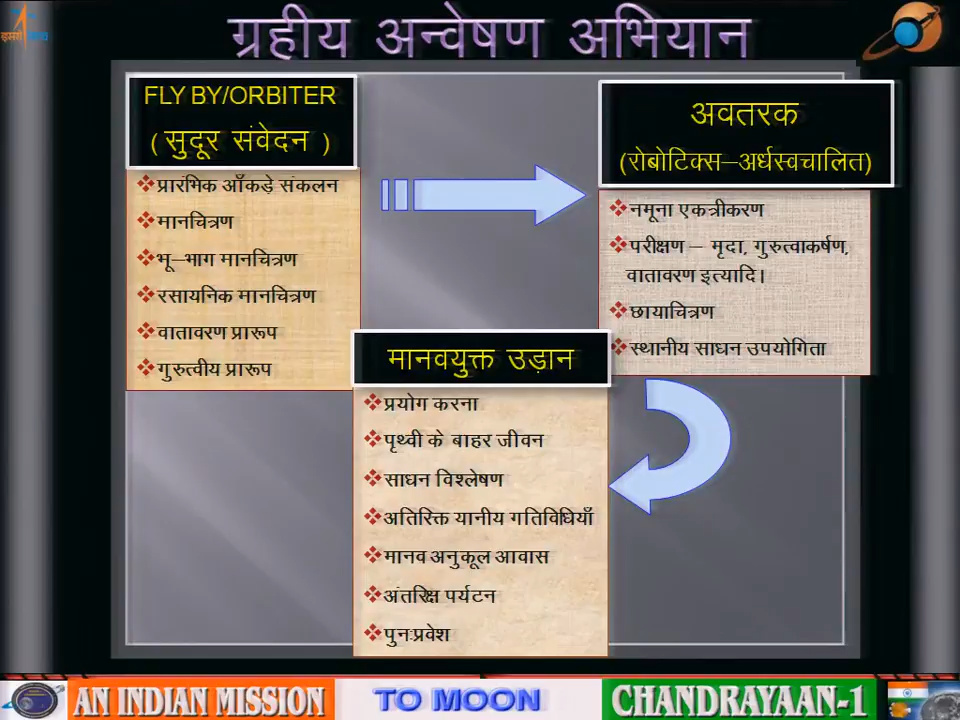 ग्रहीय अन्वेषण अभियान
FLY BY/ORBITER
( सुदूर संवेदन )
प्रारंभिक आँकड़े संकलन
मानचित्रण
भू–भाग मानचित्रण
रसायनिक मानचित्रण
वातावरण प्रारूप
गुरुत्वीय प्रारूप
अवतरक
(रोबोटिक्स–अर्धस्वचालित)
नमूना एकत्रीकरण
परीक्षण – मृदा, गुरुत्वाकर्षण,
वातावरण इत्यादि।
छायाचित्रण
स्थानीय साधन उपयोगिता
मानवयुक्त उड़ान
प्रयोग करना
पृथ्वी के बाहर जीवन
साधन विश्लेषण
अतिरिक्त यानीय गतिविधियाँ
मानव अनुकूल आवास
अंतरिक्ष पर्यटन
पुनःप्रवेश
AN INDIAN MISSION TO MOON CHANDRAYAAN-1